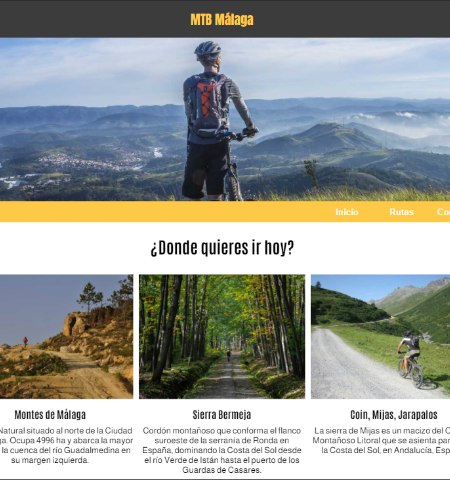 MTB Málaga
Inicio Rutas
¿Donde quieres ir hoy?
Montes de Málaga
Natural situado al norte de la Ciudad
ga. Ocupa 4996 ha y abarca la mayor
la cuenca del río Guadalmedina en
su margen izquierda.
Sierra Bermeja
Cordón montañoso que conforma el flanco
suroeste de la serranía de Ronda en
España, dominando la Costa del Sol desde
el río Verde de Istán hasta el puerto de los
Guardas de Casares.
Coin, Mijas, Jarapalos
La sierra de Mijas es un macizo del C
Montañoso Litoral que se asienta par
la Costa del Sol, en Andalucía, Esp